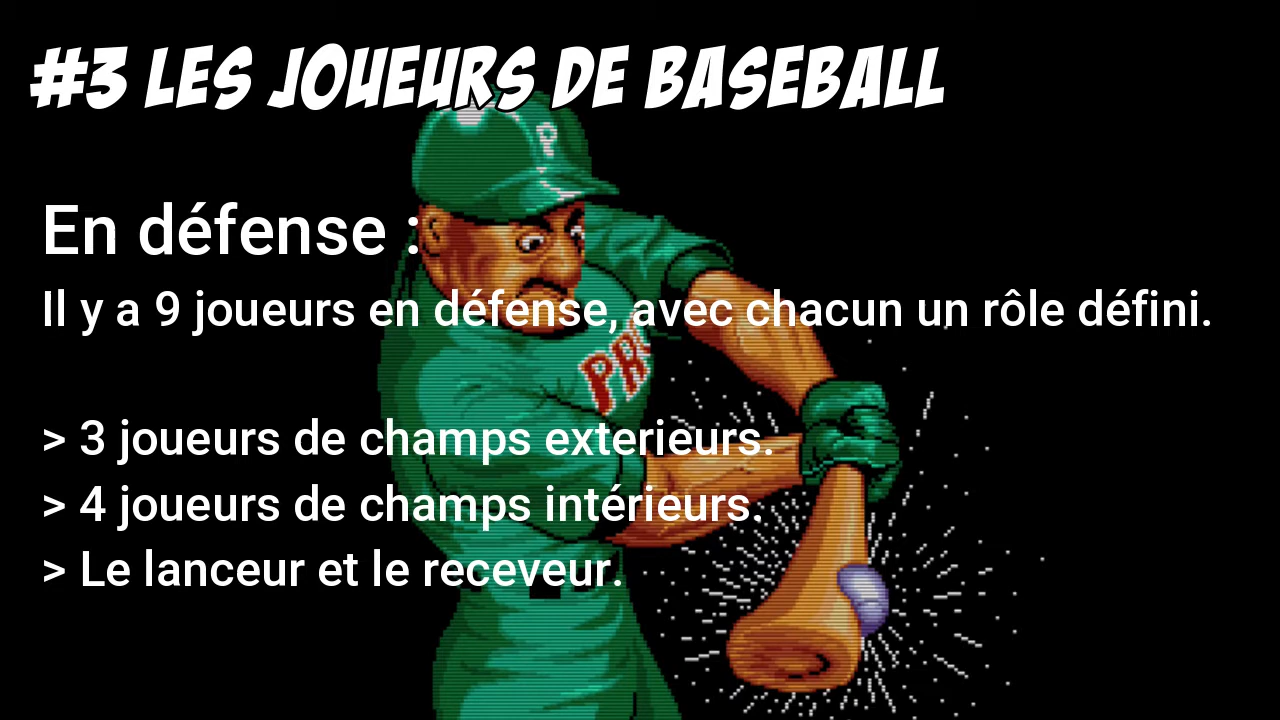 #3 LES JOUEURS DE BASEBALL
P
En défense :
Il y a 9 joueurs en défense, avec chacun un rôle défini.
PR
> 3 joueurs de champs exterieurs.
> 4 joueurs de champs intérieurs.
> Le lanceur et le receveur.